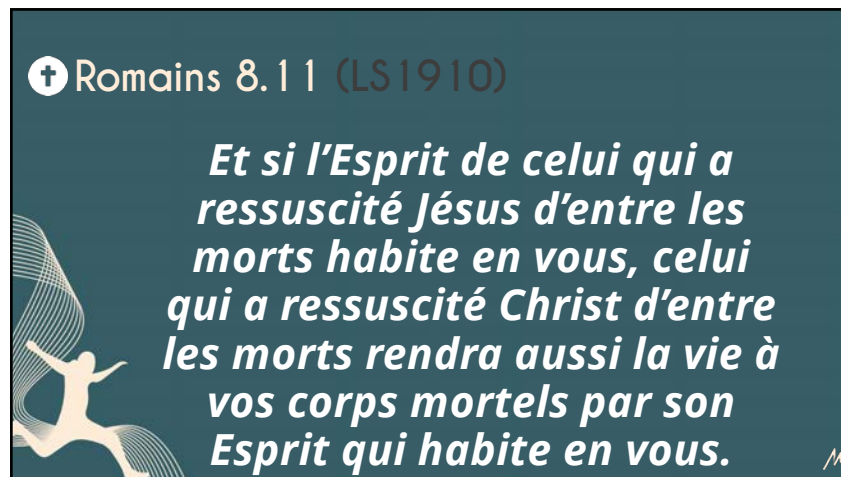 Romains 8.11 (LS1910)
Et si l’Esprit de celui qui a
ressuscité Jésus d’entre les
morts habite en vous, celui
qui a ressuscité Christ d’entre
les morts rendra aussi la vie à
vos corps mortels par son
Esprit qui habite en vous.